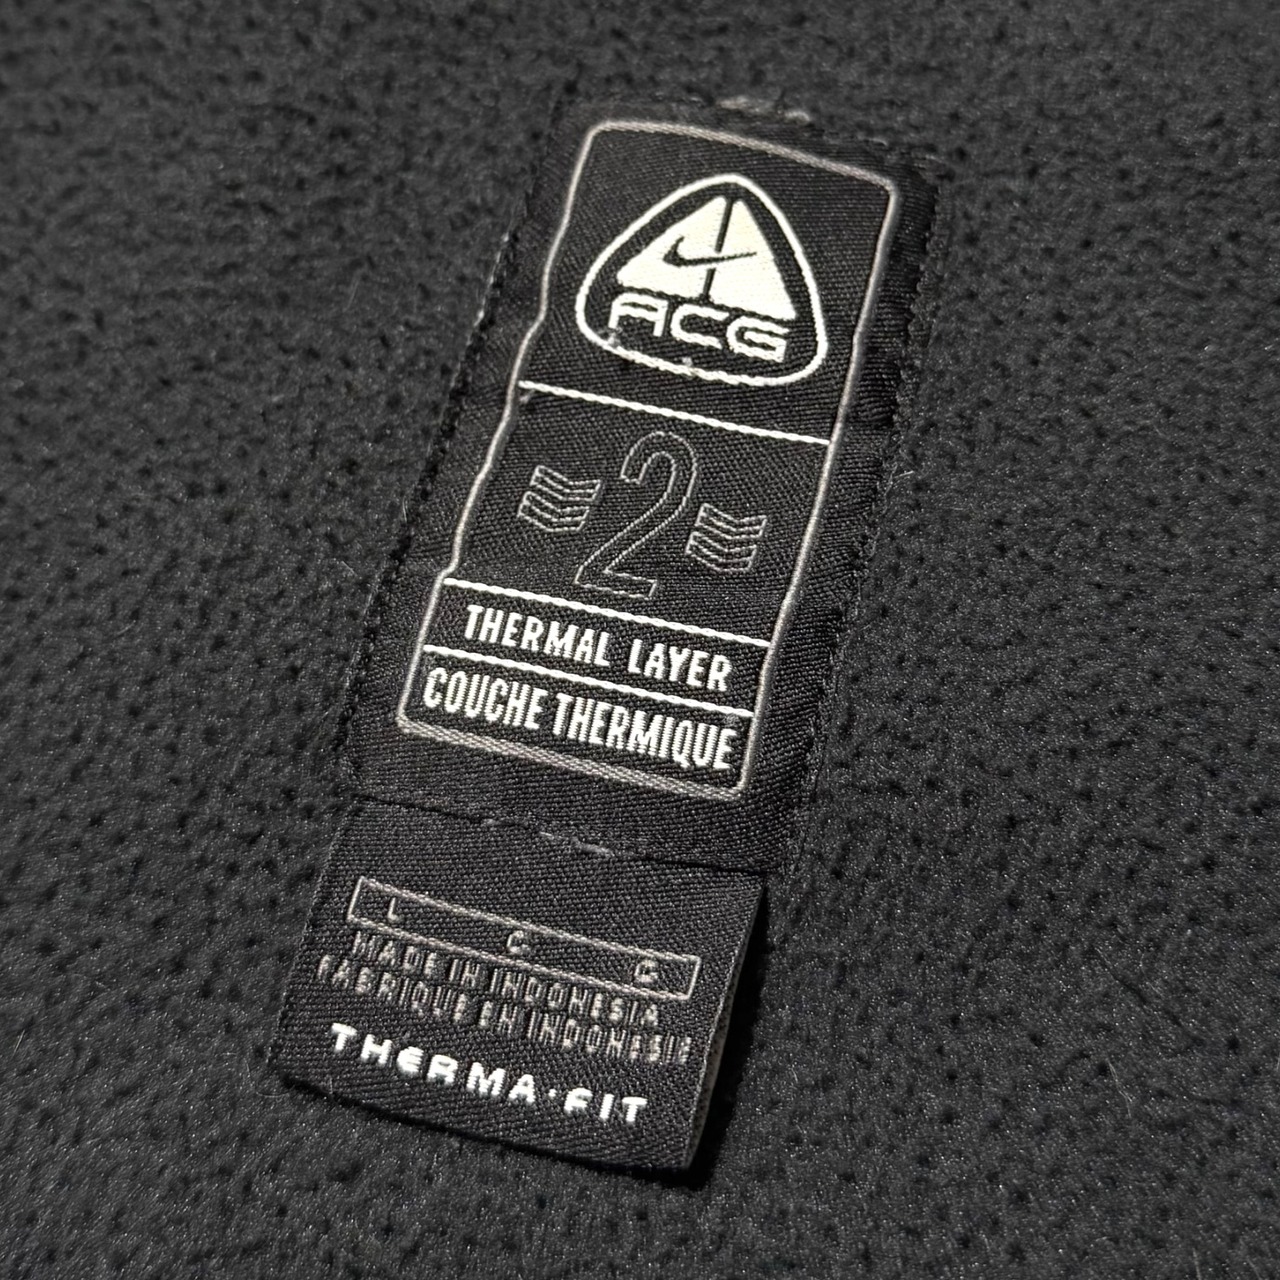 ACG
2
THERMAL LAYER
COUCHE THERMIQUE
L C G
MADE IN INDONESIA
FABRIQUE EN INDONESIE
THERMA·FIT